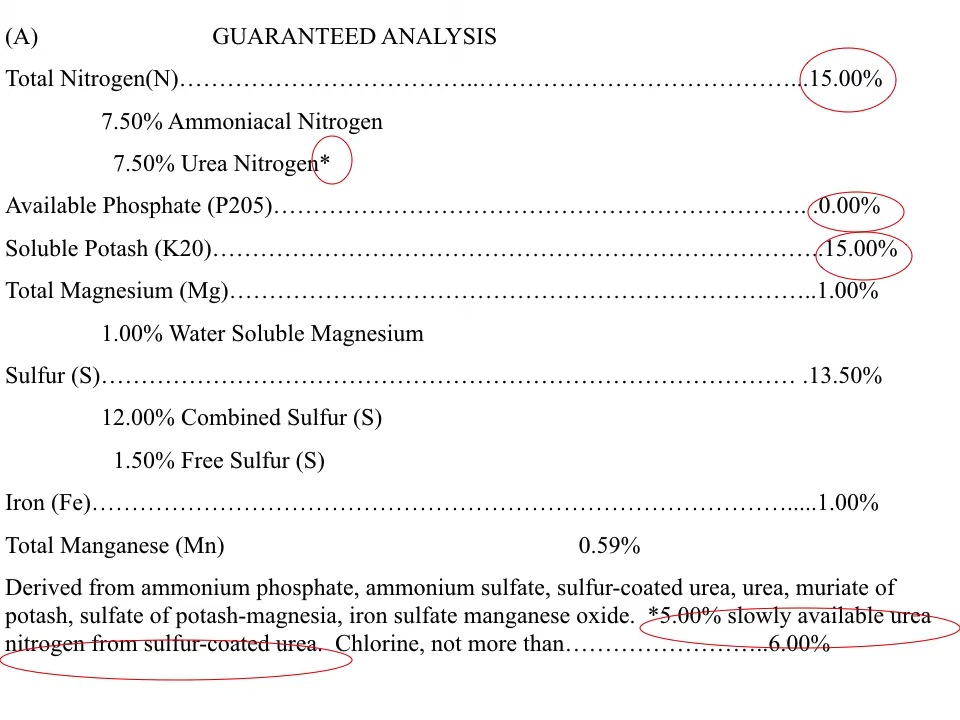 (A) GUARANTEED ANALYSIS
Total Nitrogen(N)……………………………..…………………………………...15.00%
7.50% Ammoniacal Nitrogen
7.50% Urea Nitrogen*
Available Phosphate (P205)…………………………………………………………. .0.00%
Soluble Potash (K20)…………………………………………………………………..15.00%
Total Magnesium (Mg)………………………………………………………………..1.00%
1.00% Water Soluble Magnesium
Sulfur (S)…………………………………………………………………………… .13.50%
12.00% Combined Sulfur (S)
1.50% Free Sulfur (S)
Iron (Fe)…………………………………………………………………………….....1.00%
Total Manganese (Mn) 0.59%
Derived from ammonium phosphate, ammonium sulfate, sulfur-coated urea, urea, muriate of
potash, sulfate of potash-magnesia, iron sulfate manganese oxide. *5.00% slowly available urea
nitrogen from sulfur-coated urea. Chlorine, not more than……………………..6.00%